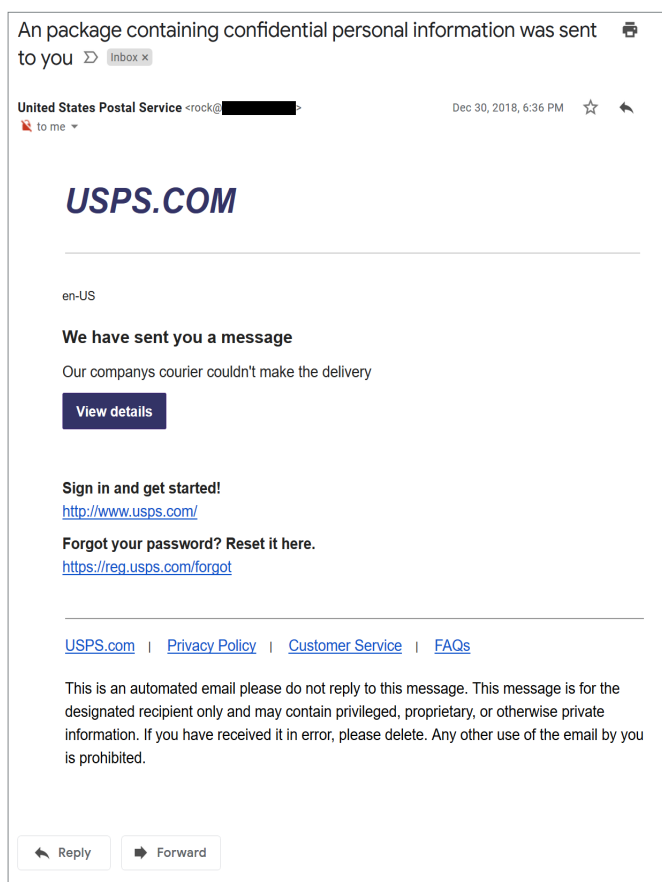 An package containing confidential personal information was sent
to you Inbox ×
United States Postal Service <rock@ > Dec 30, 2018, 6:36 PM
to me
USPS.COM
en-US
We have sent you a message
Our companys courier couldn't make the delivery
View details
Sign in and get started!
http://www.usps.com/
Forgot your password? Reset it here.
https://reg.usps.com/forgot
USPS.com | Privacy Policy | Customer Service | FAQs
This is an automated email please do not reply to this message. This message is for the
designated recipient only and may contain privileged, proprietary, or otherwise private
information. If you have received it in error, please delete. Any other use of the email by you
is prohibited.
Reply Forward